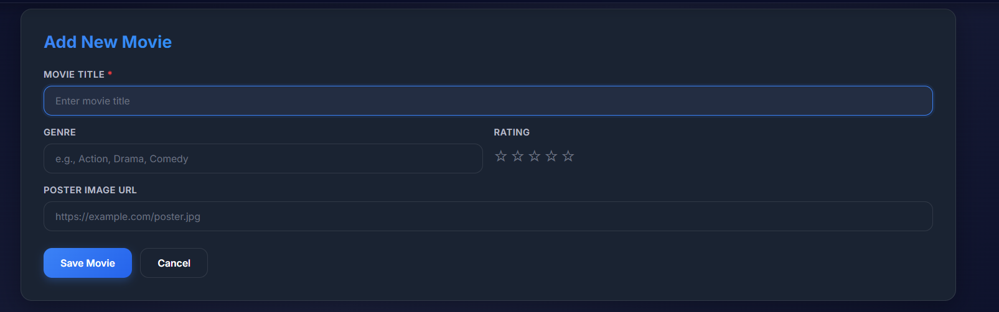 Add New Movie
MOVIE TITLE *
Enter movie title
GENRE
RATING
e.g., Action, Drama, Comedy
POSTER IMAGE URL
https://example.com/poster.jpg
Save Movie
Cancel